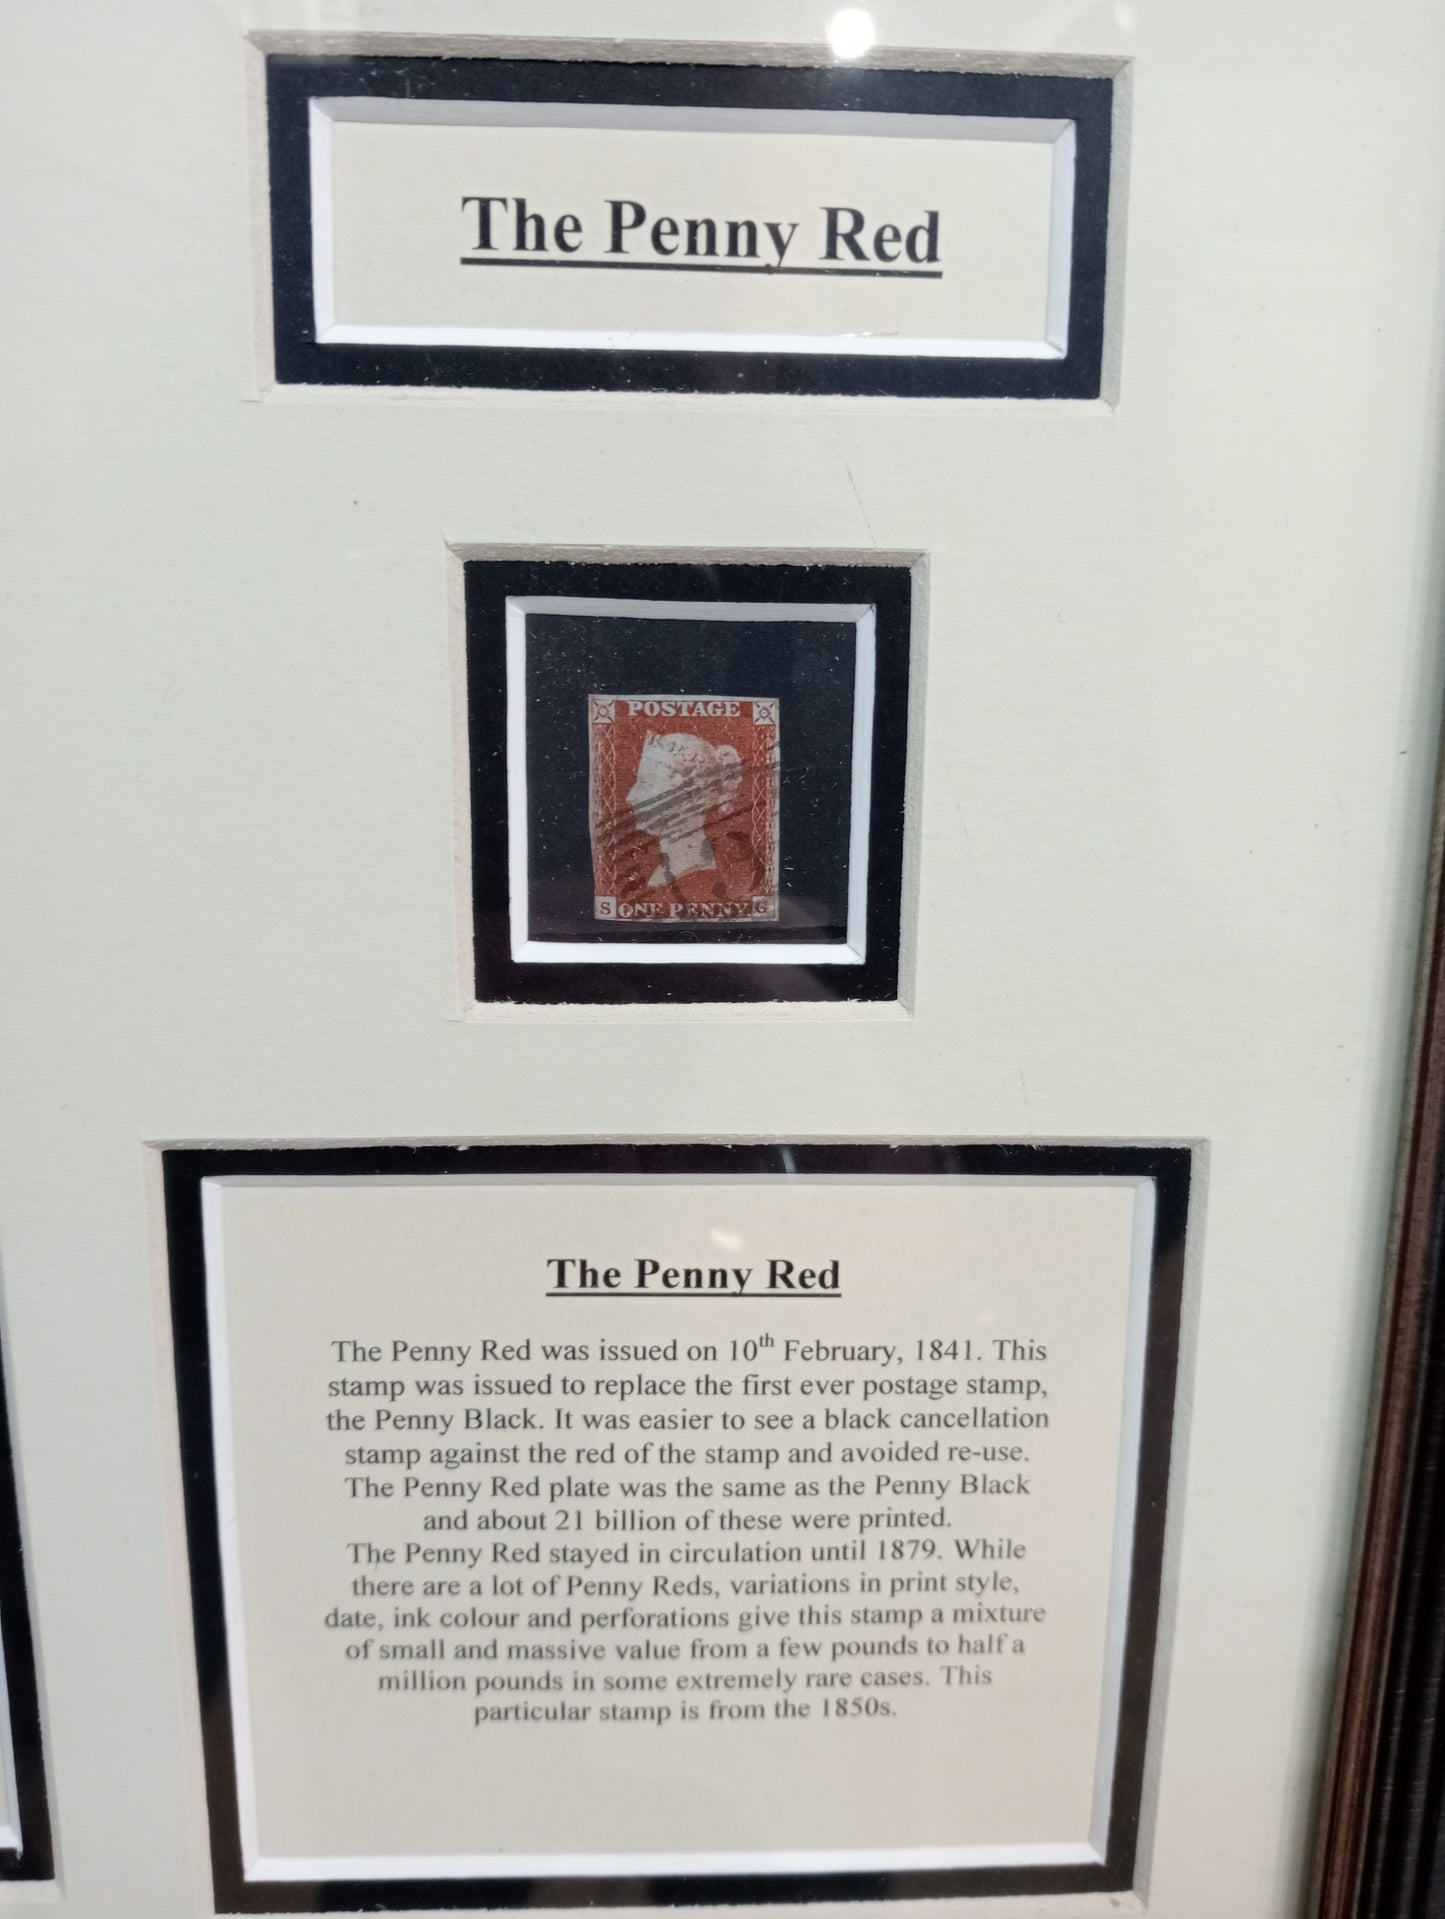 The Penny Red
POSTAGE
S ONE PENNY G
The Penny Red
The Penny Red was issued on 10th February, 1841. This
stamp was issued to replace the first ever postage stamp,
the Penny Black. It was easier to see a black cancellation
stamp against the red of the stamp and avoided re-use.
The Penny Red plate was the same as the Penny Black
and about 21 billion of these were printed.
The Penny Red stayed in circulation until 1879. While
there are a lot of Penny Reds, variations in print style,
date, ink colour and perforations give this stamp a mixture
of small and massive value from a few pounds to half a
million pounds in some extremely rare cases. This
particular stamp is from the 1850s.